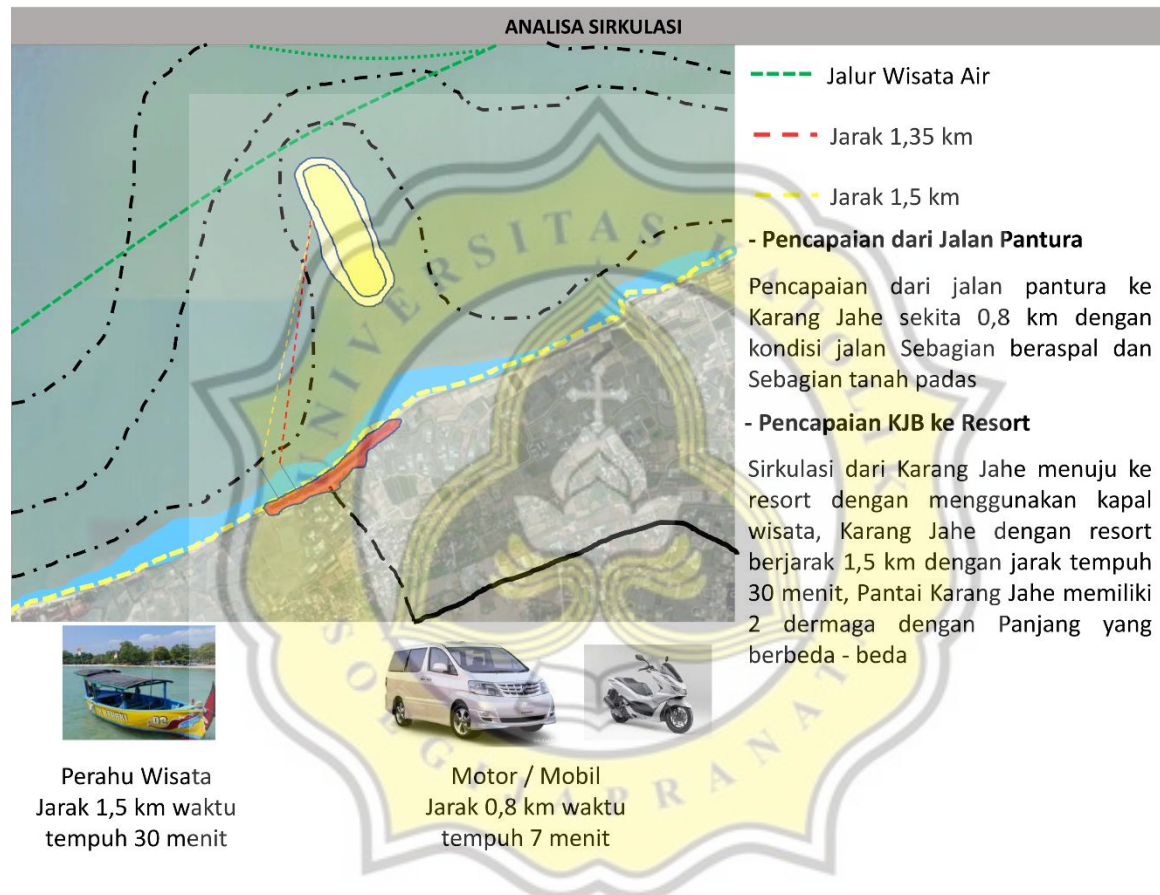 ANALISA SIRKULASI
Jalur Wisata Air
Jarak 1,35 km
Jarak 1,5 km
- Pencapaian dari Jalan Pantura
Pencapaian dari jalan pantura ke
Karang Jahe sekita 0,8 km dengan
kondisi jalan Sebagian beraspal dan
Sebagian tanah padas
- Pencapaian KJB ke Resort
Sirkulasi dari Karang Jahe menuju ke
resort dengan menggunakan kapal
wisata, Karang Jahe dengan resort
berjarak 1,5 km dengan jarak tempuh
30 menit, Pantai Karang Jahe memiliki
2 dermaga dengan Panjang yang
berbeda - beda
Perahu Wisata
Jarak 1,5 km waktu
tempuh 30 menit
Motor / Mobil
Jarak 0,8 km waktu
tempuh 7 menit
UNIVERSITAS KATOLIK
SOEGIJAPRANATA